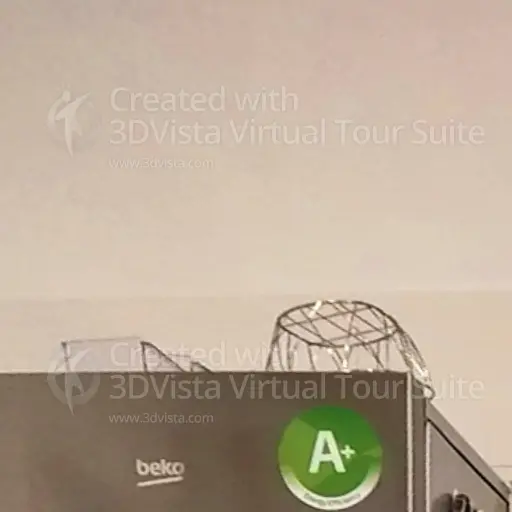 Created with
3DVista Virtual Tour Suite
www.3dvista.com
Created with
3DVista Virtual Tour Suite
www.3dvista.com
beko
A+
Energy Efficiency